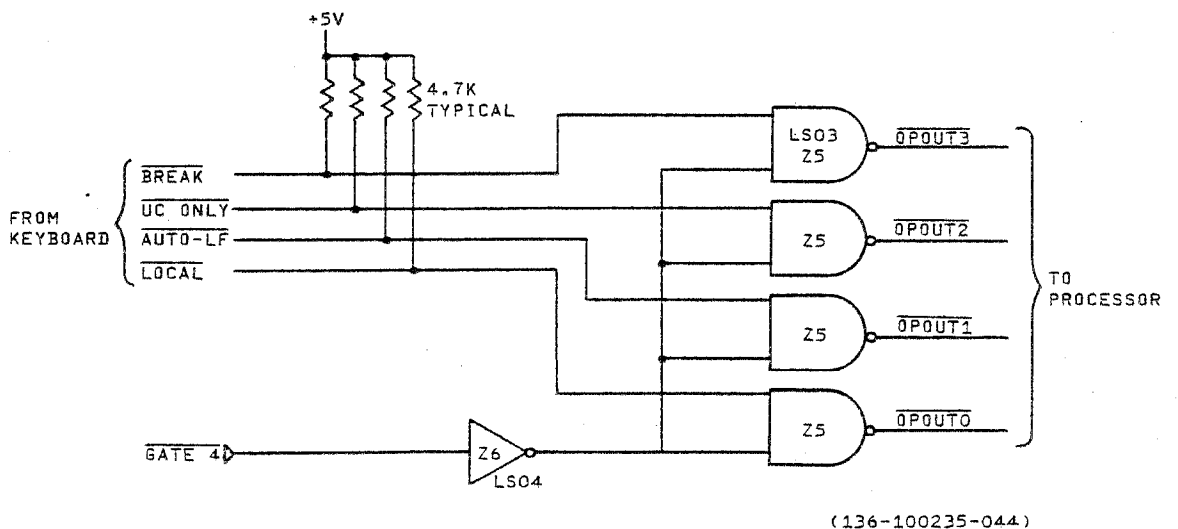 +5V
4.7K
TYPICAL
LS03
Z5
OPOUT3
BREAK
FROM
KEYBOARD
UC ONLY
AUTO-LF
LOCAL
Z5
OPOUT2
TO
PROCESSOR
Z5
OPOUT1
Z5
OPOUT0
GATE 4
Z6
LS04
(136-100235-044)